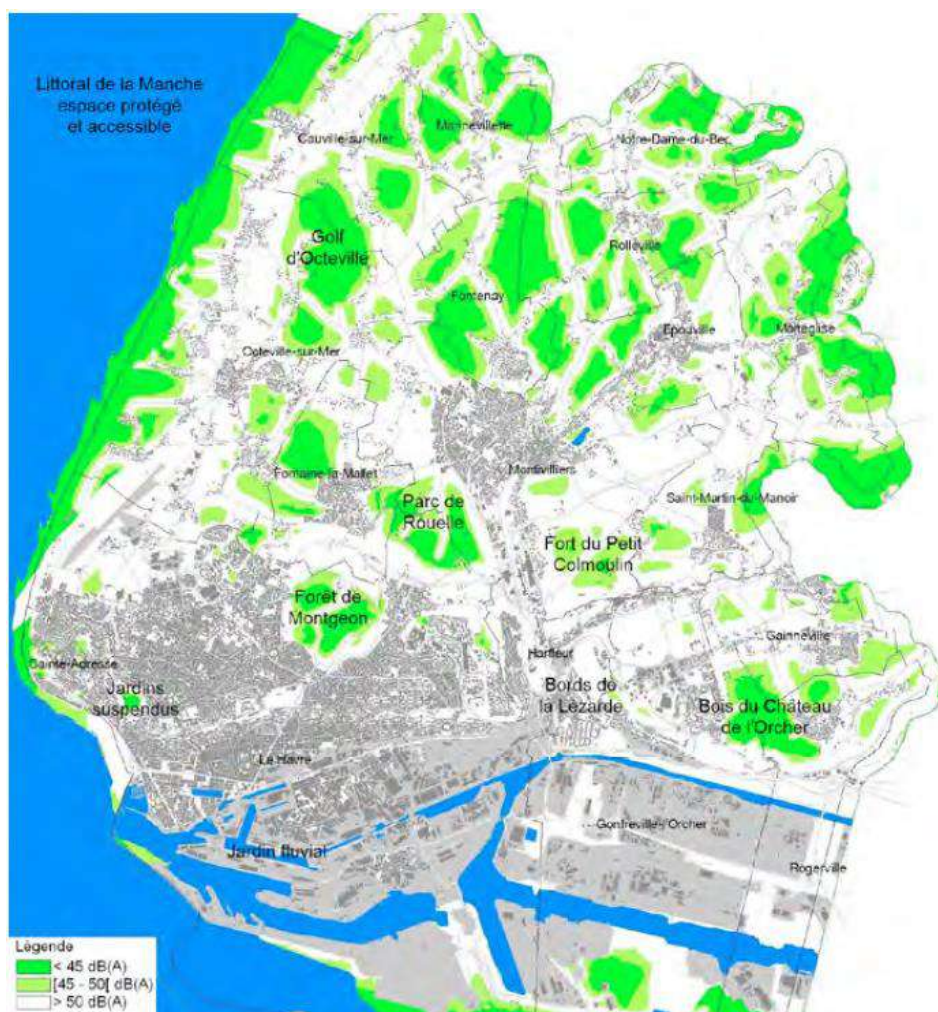 Littoral de la Manche
espace protégé
et accessible
Cauville-sur-Mer
Mannevillette
Notre-Dame-du-Bec
Golf
d'Octeville
Rolleville
Fontenay
Epouville
Octeville-sur-Mer
Fontaine-la-Mallet
Montivilliers
Parc de
Rouelle
Saint-Martin-du-Manoir
Fort du Petit
Colmoulin
Forêt de
Montgeon
Gainneville
Harfleur
Sainte-Adresse
Jardins
suspendus
Bords de
la Lézarde
Bois du Château
de l'Orcher
Le Havre
Jardin fluvial
Gonfreville-l'Orcher
Rogerville
Légende
< 45 dB(A)
[45 - 50[ dB(A)
> 50 dB(A)